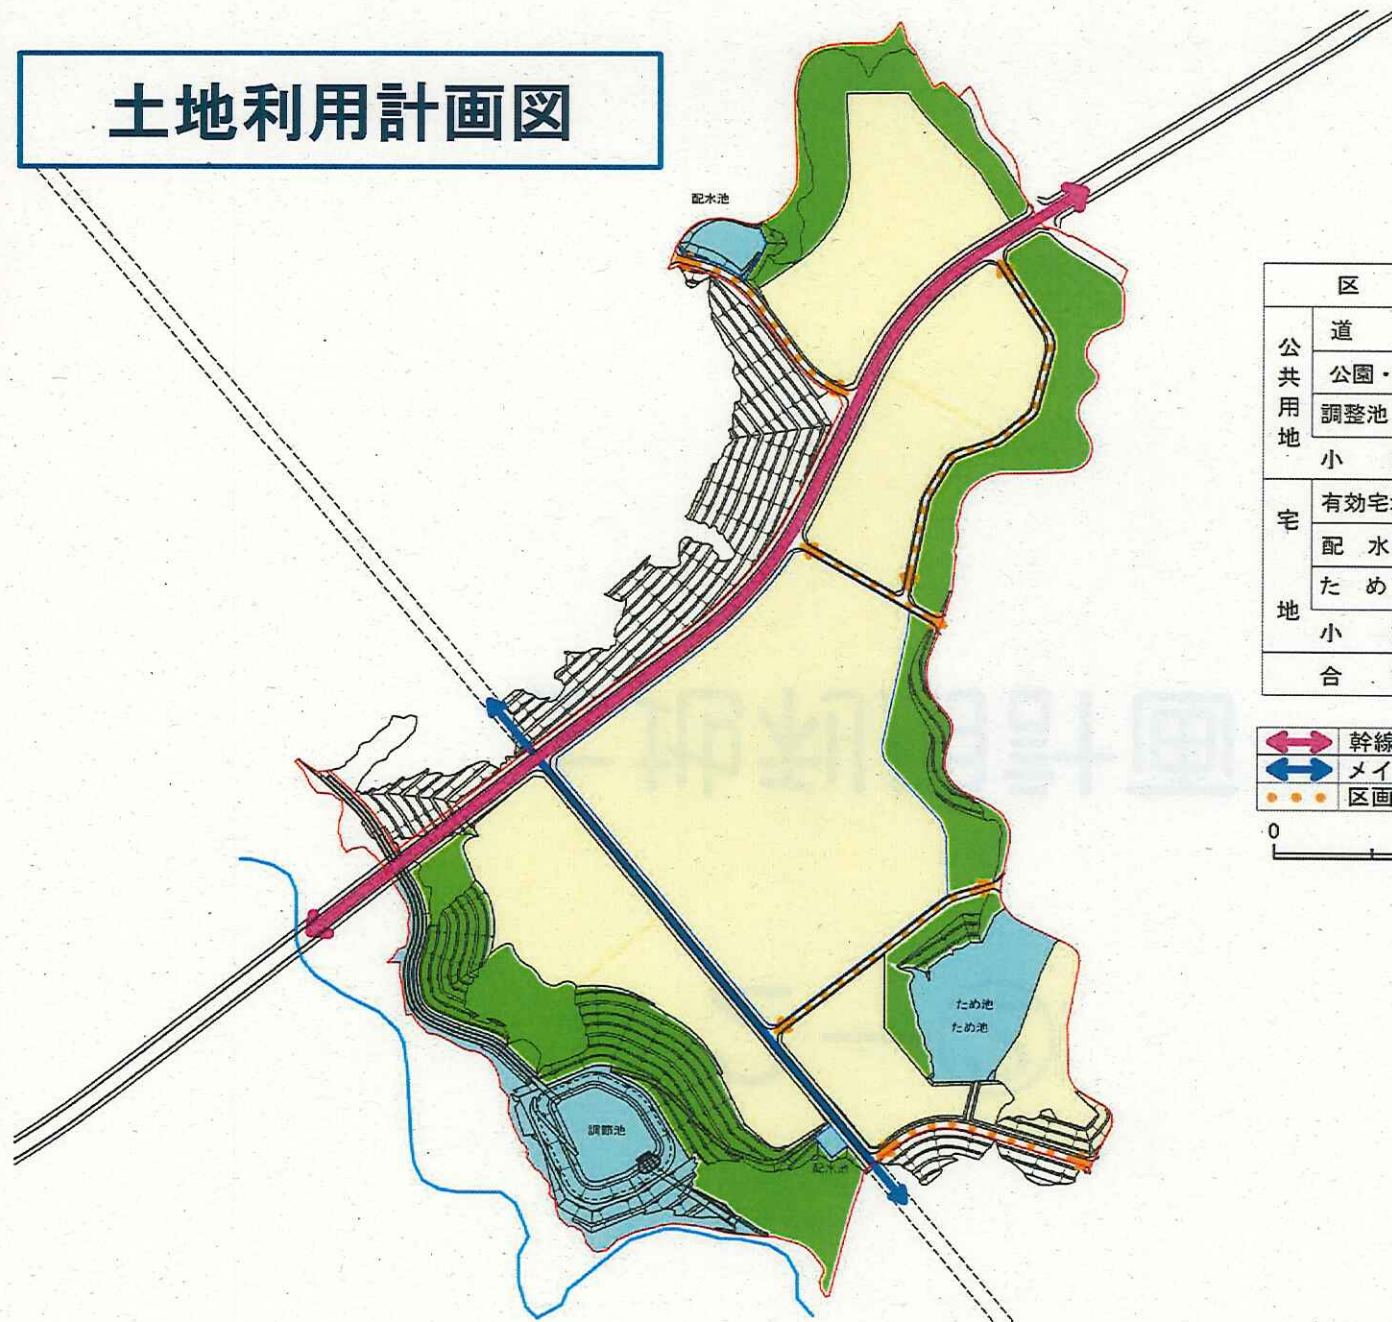 土地利用計画図
配水池
区
公共用地
道
公園・
調整池
小
宅地
有効宅
配 水
た め
小
合
幹線
メイ
区画
0
ため池
ため池
調節池
配水池